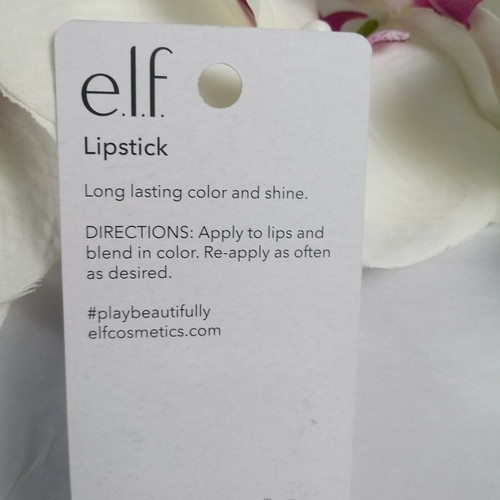 e.l.f.
Lipstick
Long lasting color and shine.
DIRECTIONS: Apply to lips and
blend in color. Re-apply as often
as desired.
#playbeautifully
elfcosmetics.com